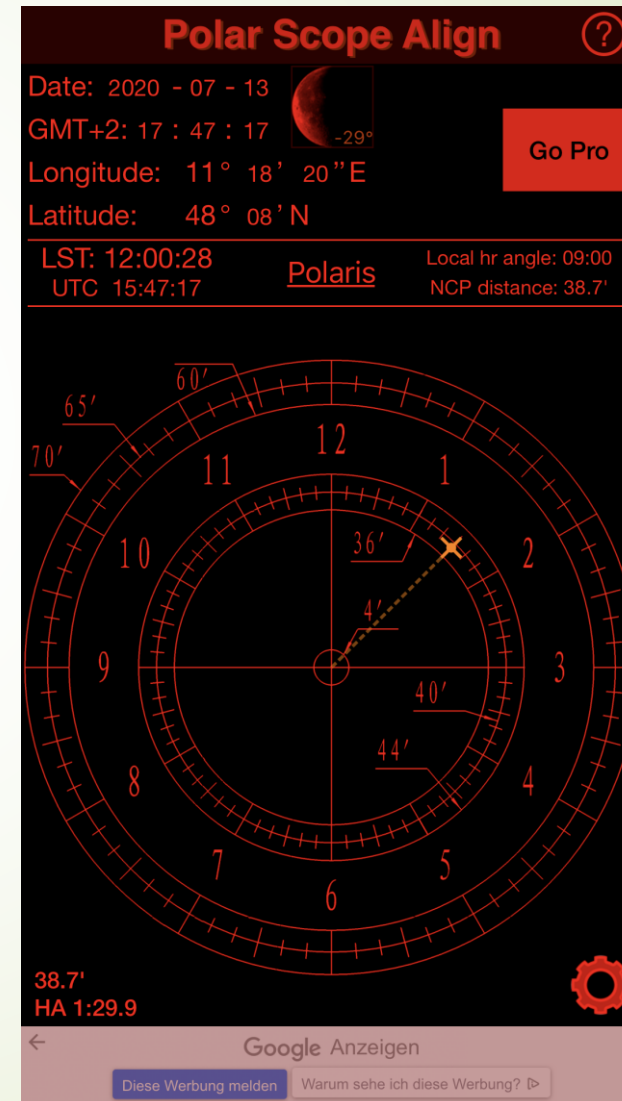 Polar Scope Align
?
Date: 2020 - 07 - 13
-29°
GMT+2: 17 : 47 : 17
Go Pro
Longitude: 11° 18' 20"E
Latitude: 48° 08' N
LST: 12:00:28
UTC 15:47:17
Polaris
Local hr angle: 09:00
NCP distance: 38.7'
60'
65'
70'
12
11
1
10
36'
2
4'
9
3
40'
44'
8
4
7
5
6
38.7'
HA 1:29.9
Google Anzeigen
Diese Werbung melden
Warum sehe ich diese Werbung?